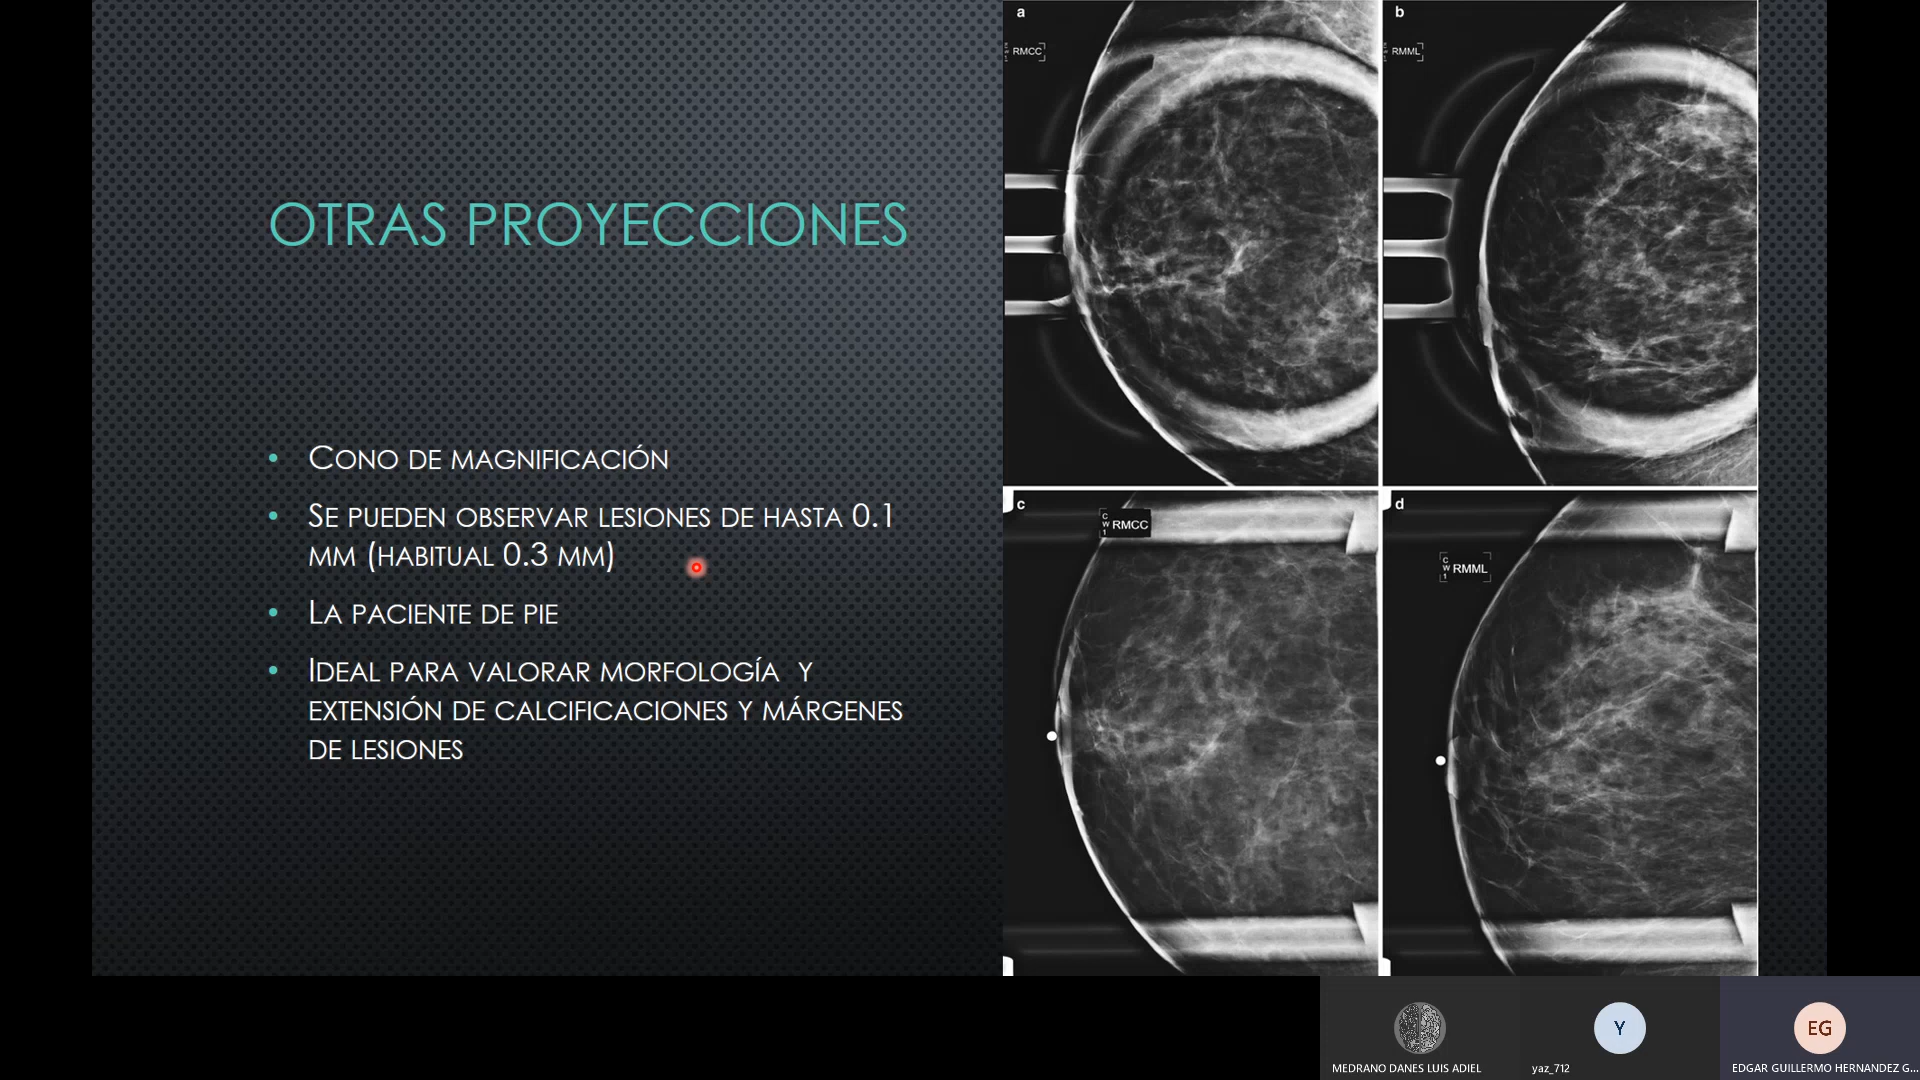 OTRAS PROYECCIONES
• CONO DE MAGNIFICACIÓN
• SE PUEDEN OBSERVAR LESIONES DE HASTA 0.1
MM (HABITUAL 0.3 MM)
• LA PACIENTE DE PIE
• IDEAL PARA VALORAR MORFOLOGÍA Y
EXTENSIÓN DE CALCIFICACIONES Y MÁRGENES
DE LESIONES
a
RMCC
b
RMML
c
CW1 RMCC
d
CW1 RMML
Y
EG
MEDRANO DANES LUIS ADIEL
yaz_712
EDGAR GUILLERMO HERNANDEZ G...